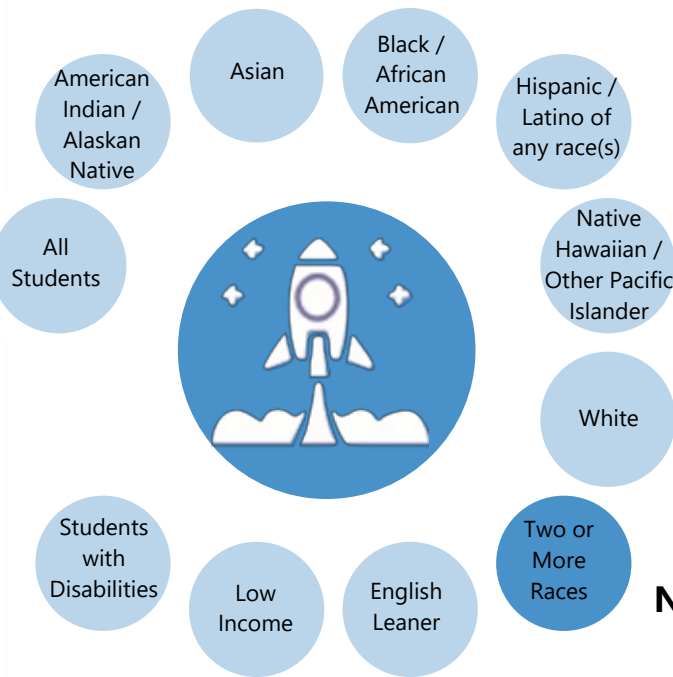 Black /
African
American
Asian
American
Indian /
Alaskan
Native
Hispanic /
Latino of
any race(s)
All
Students
Native
Hawaiian /
Other Pacific
Islander
White
Students
with
Disabilities
Low
Income
English
Leaner
Two or
More
Races
N